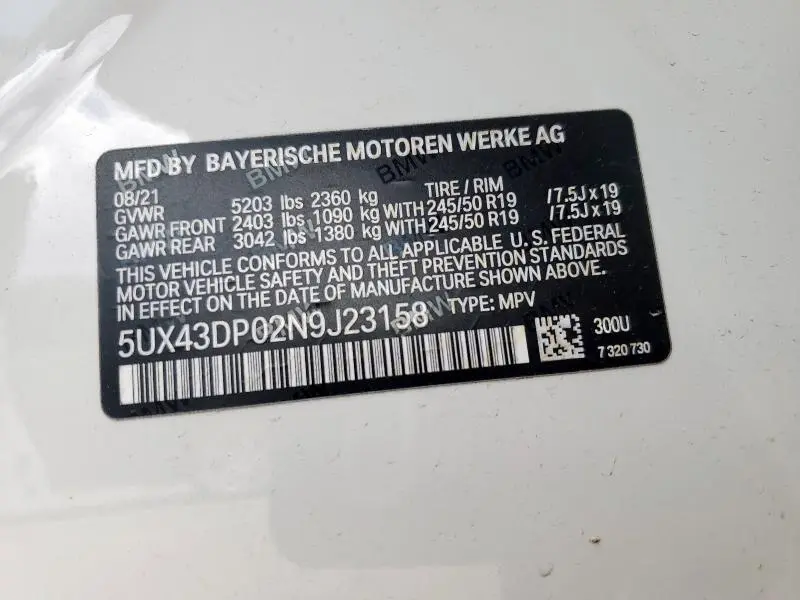 MFD BY BAYERISCHE MOTOREN WERKE AG
08/21 TIRE / RIM
GVWR 5203 lbs 2360 kg
GAWR FRONT 2403 lbs 1090 kg WITH 245/50 R19 / 7.5J x 19
GAWR REAR 3042 lbs 1380 kg WITH 245/50 R19 / 7.5J x 19
THIS VEHICLE CONFORMS TO ALL APPLICABLE U. S. FEDERAL
MOTOR VEHICLE SAFETY AND THEFT PREVENTION STANDARDS
IN EFFECT ON THE DATE OF MANUFACTURE SHOWN ABOVE.
5UX43DP02N9J23158 TYPE: MPV
300U
7 320 730